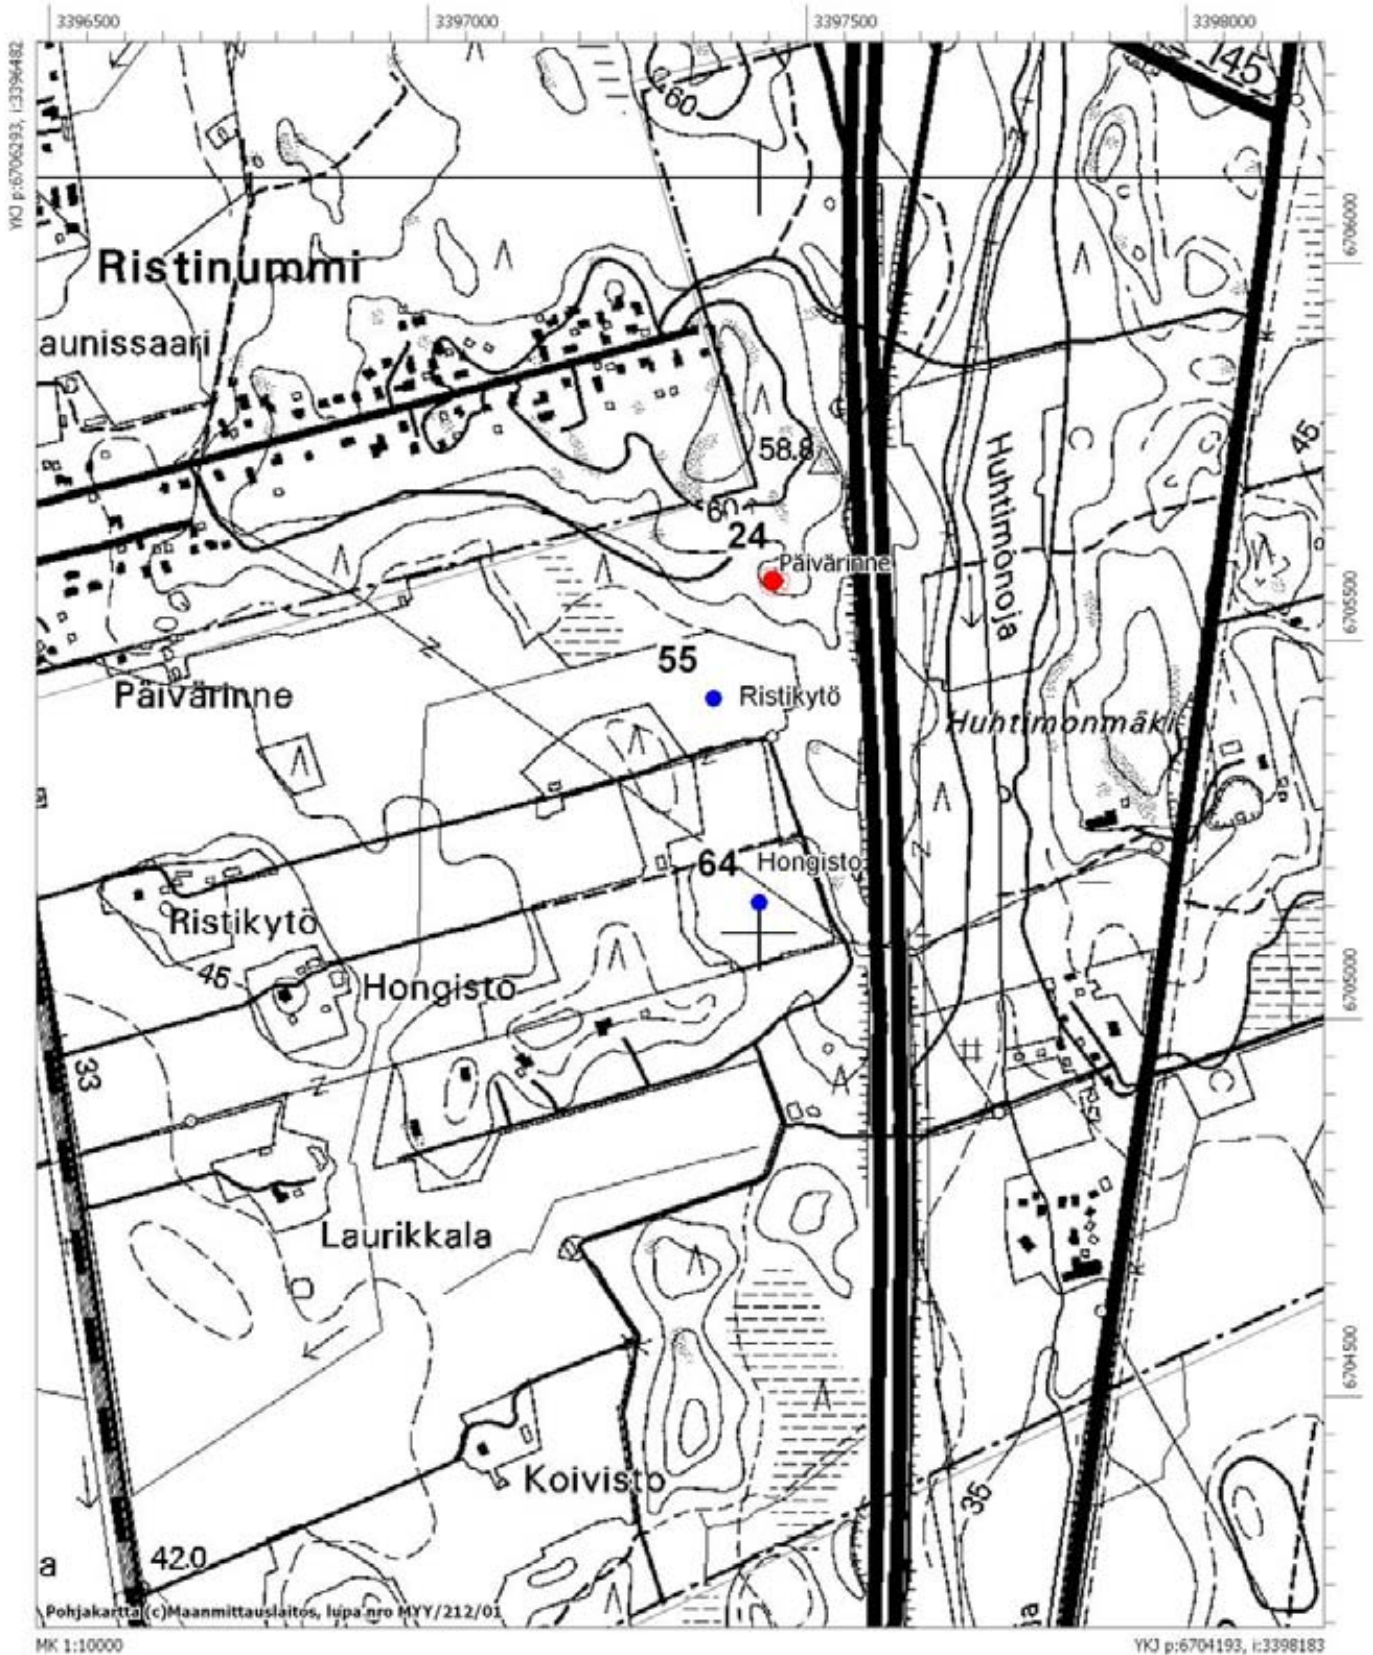 3396500 3397000 3397500 3398000
YKJ p:6706293, i:3396482
145
60
6706000
Ristinummi
aunissaari
58.8
45
60
24
Päivärinne
Huhtimonoja
6705500
55
Päivärinne
Ristikytö
Huhtimonmäki
64 Hongisto
Ristikytö
45
Hongisto
6705000
33
Laurikkala
6704500
Koivisto
35
42.0
a
ja
Pohjakartta (c)Maanmittauslaitos, lupa nro MYY/212/01
MK 1:10000
YKJ p:6704193, i:3398183